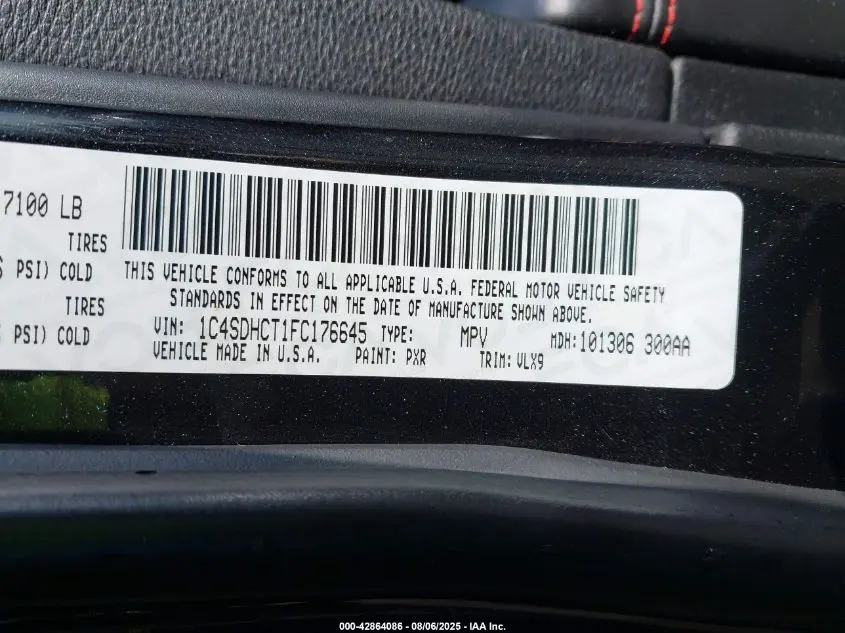 7100 LB
TIRES
PSI) COLD
TIRES
PSI) COLD
THIS VEHICLE CONFORMS TO ALL APPLICABLE U.S.A. FEDERAL MOTOR VEHICLE SAFETY
STANDARDS IN EFFECT ON THE DATE OF MANUFACTURE SHOWN ABOVE.
VIN: 1C4SDHCT1FC176645 TYPE: MPV MDH:101306 300AA
VEHICLE MADE IN U.S.A. PAINT: PXR TRIM: VLX9
000-42864086 - 08/06/2025 - IAA Inc.